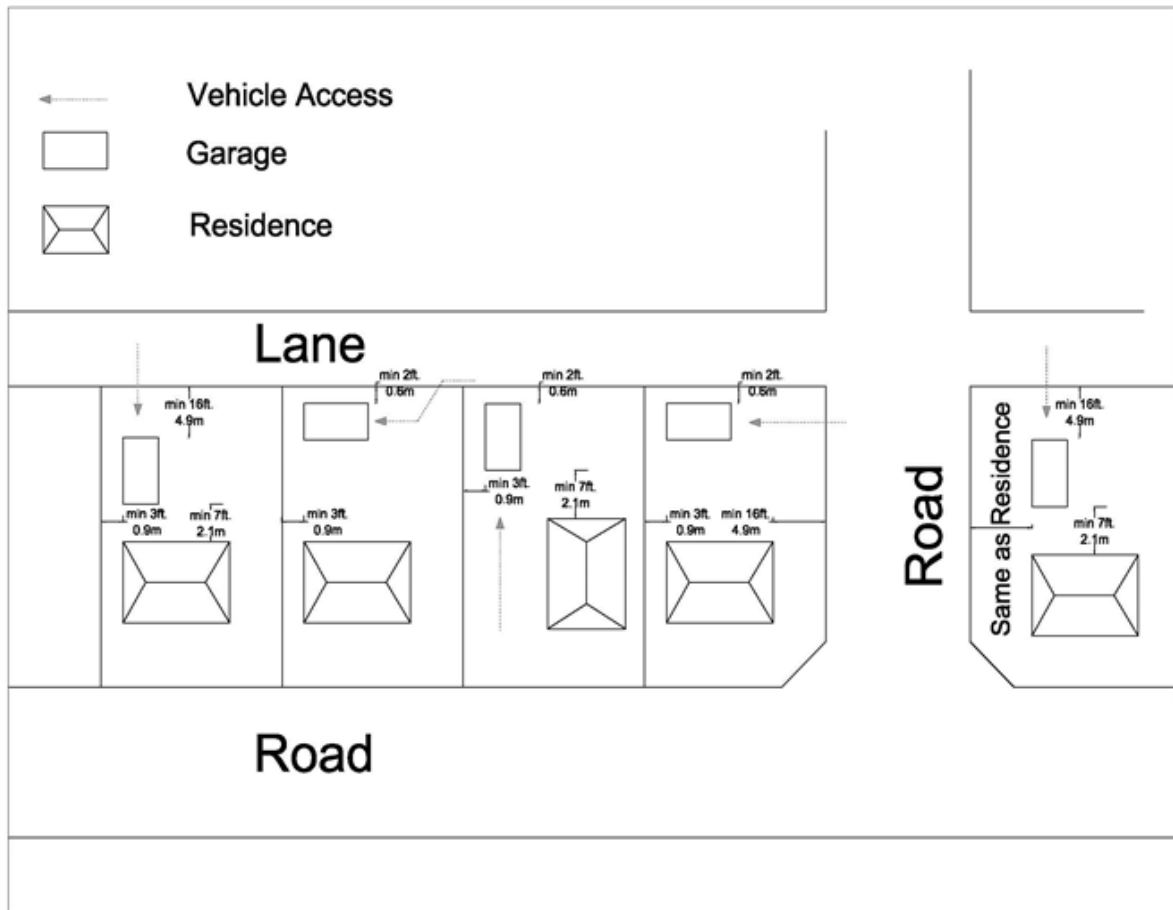 Vehicle Access
Garage
Residence
Lane
min 16ft.
4.9m
min 2ft.
0.6m
min 2ft.
0.6m
min 2ft.
0.6m
min 16ft.
4.9m
min 3ft.
0.9m
min 7ft.
2.1m
min 3ft.
0.9m
min 7ft.
2.1m
min 3ft.
0.9m
min 3ft.
0.9m
min 16ft.
4.9m
Road
Same as Residence
min 7ft.
2.1m
Road